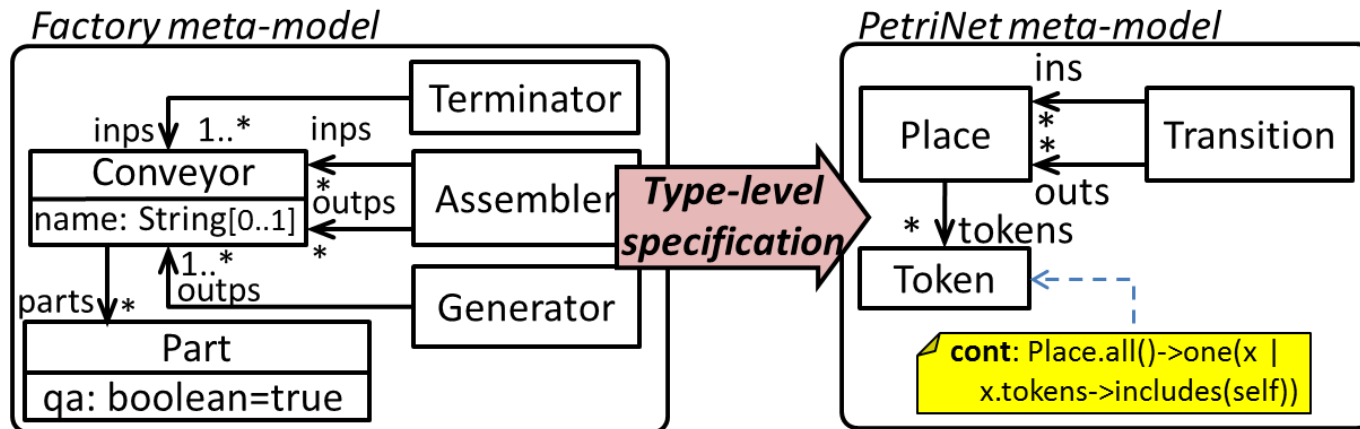 Factory meta-model
Terminator
inps
1..*
Conveyor
name: String[0..1]
inps
*
outps
*
Assembler
1..*
outps
Generator
parts
*
Part
qa: boolean=true
Type-level
specification
PetriNet meta-model
Place
ins
*
*
outs
Transition
*
tokens
Token
cont: Place.all()->one(x |
x.tokens->includes(self))